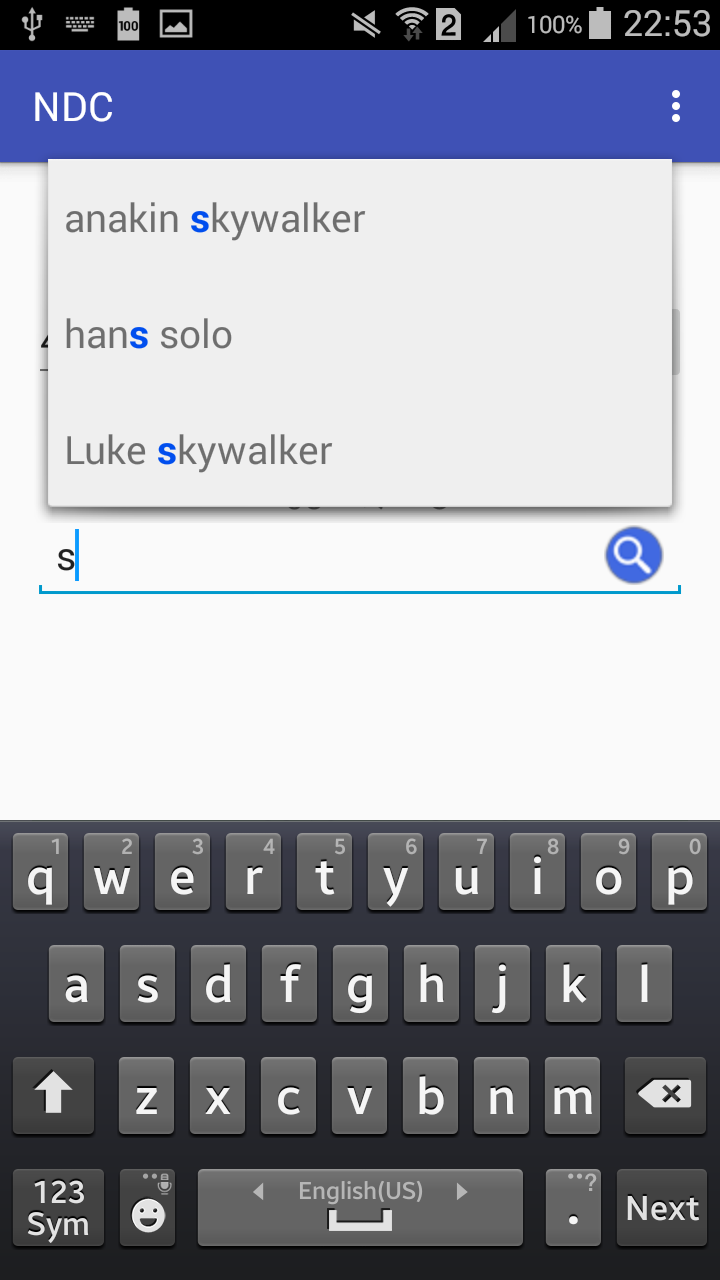 100 2 100% 22:53
NDC
anakin skywalker
hans solo
Luke skywalker
s
1 2 3 4 5 6 7 8 9 0
q w e r t y u i o p
a s d f g h j k l
z x c v b n m
123 English(US) ?
Sym . Next